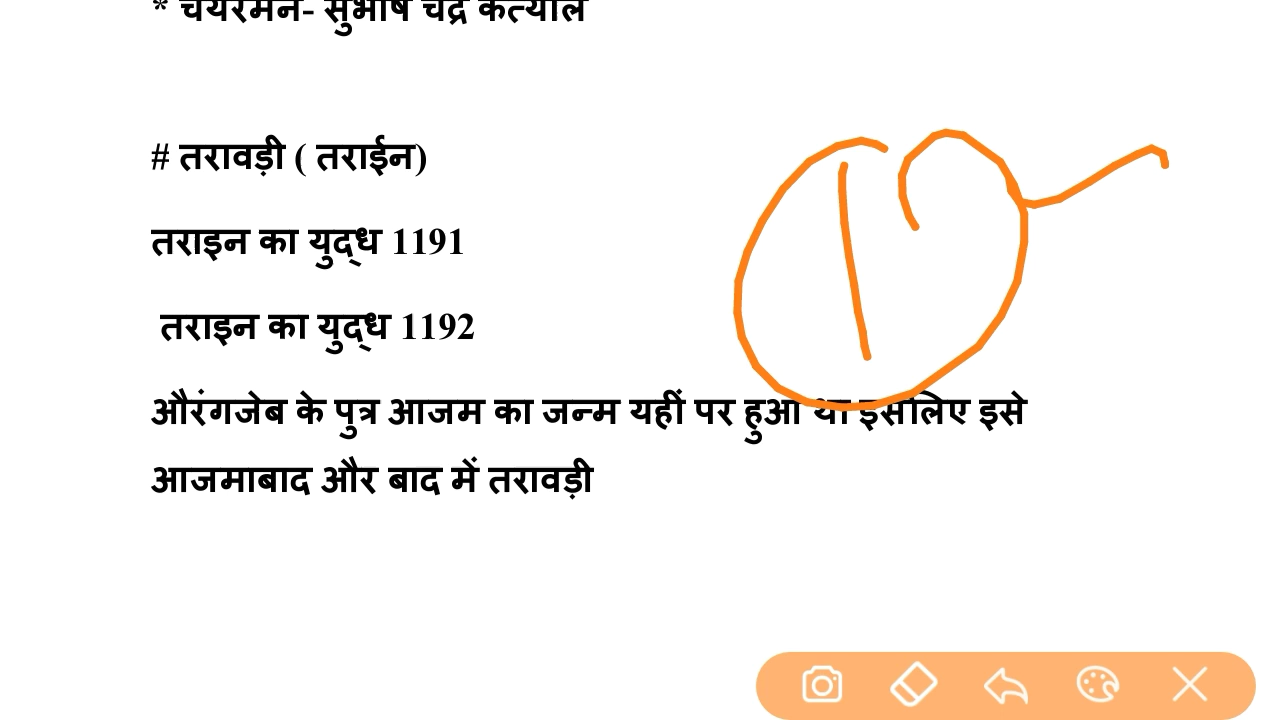 * चेयरमैन- सुभाष चंद्र कत्याल
# तरावड़ी ( तराईन)
तराइन का युद्ध 1191
तराइन का युद्ध 1192
औरंगजेब के पुत्र आजम का जन्म यहीं पर हुआ था इसलिए इसे
आजमाबाद और बाद में तरावड़ी